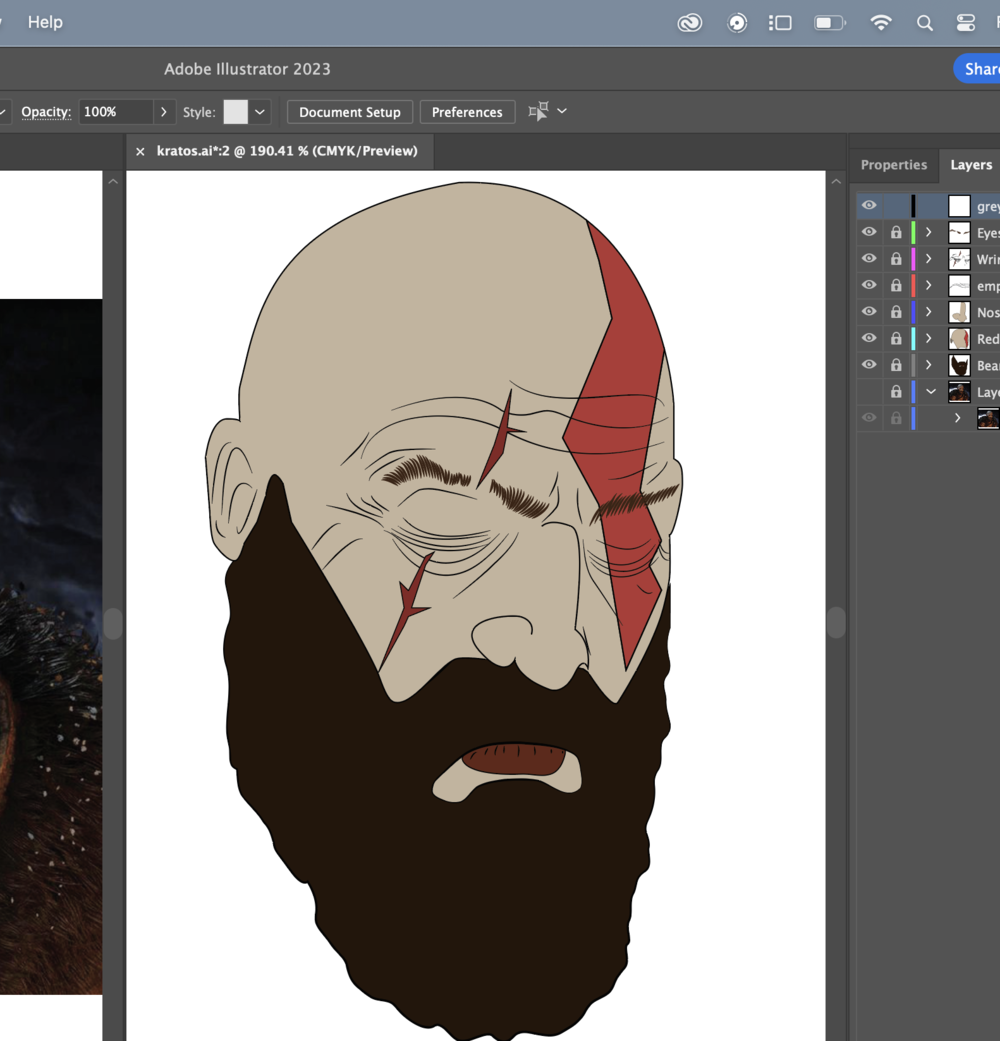 Help
Adobe Illustrator 2023
Share
Opacity: 100% Style: Document Setup Preferences
× kratos.ai*:2 @ 190.41 % (CMYK/Preview)
Properties Layers
grey
Eyes
Wrin
emp
Nos
Red
Bear
Laye